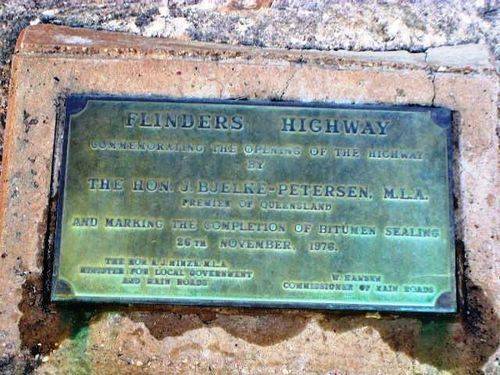 FLINDERS HIGHWAY
COMMEMORATING THE OPENING OF THE HIGHWAY
BY
THE HON. J. BJELKE-PETERSEN, M.L.A.
PREMIER OF QUEENSLAND
AND MARKING THE COMPLETION OF BITUMEN SEALING
26TH NOVEMBER, 1976.
THE HON. R.J. HINZE, M.L.A.
MINISTER FOR LOCAL GOVERNMENT
AND MAIN ROADS
W. HANSEN
COMMISSIONER OF MAIN ROADS